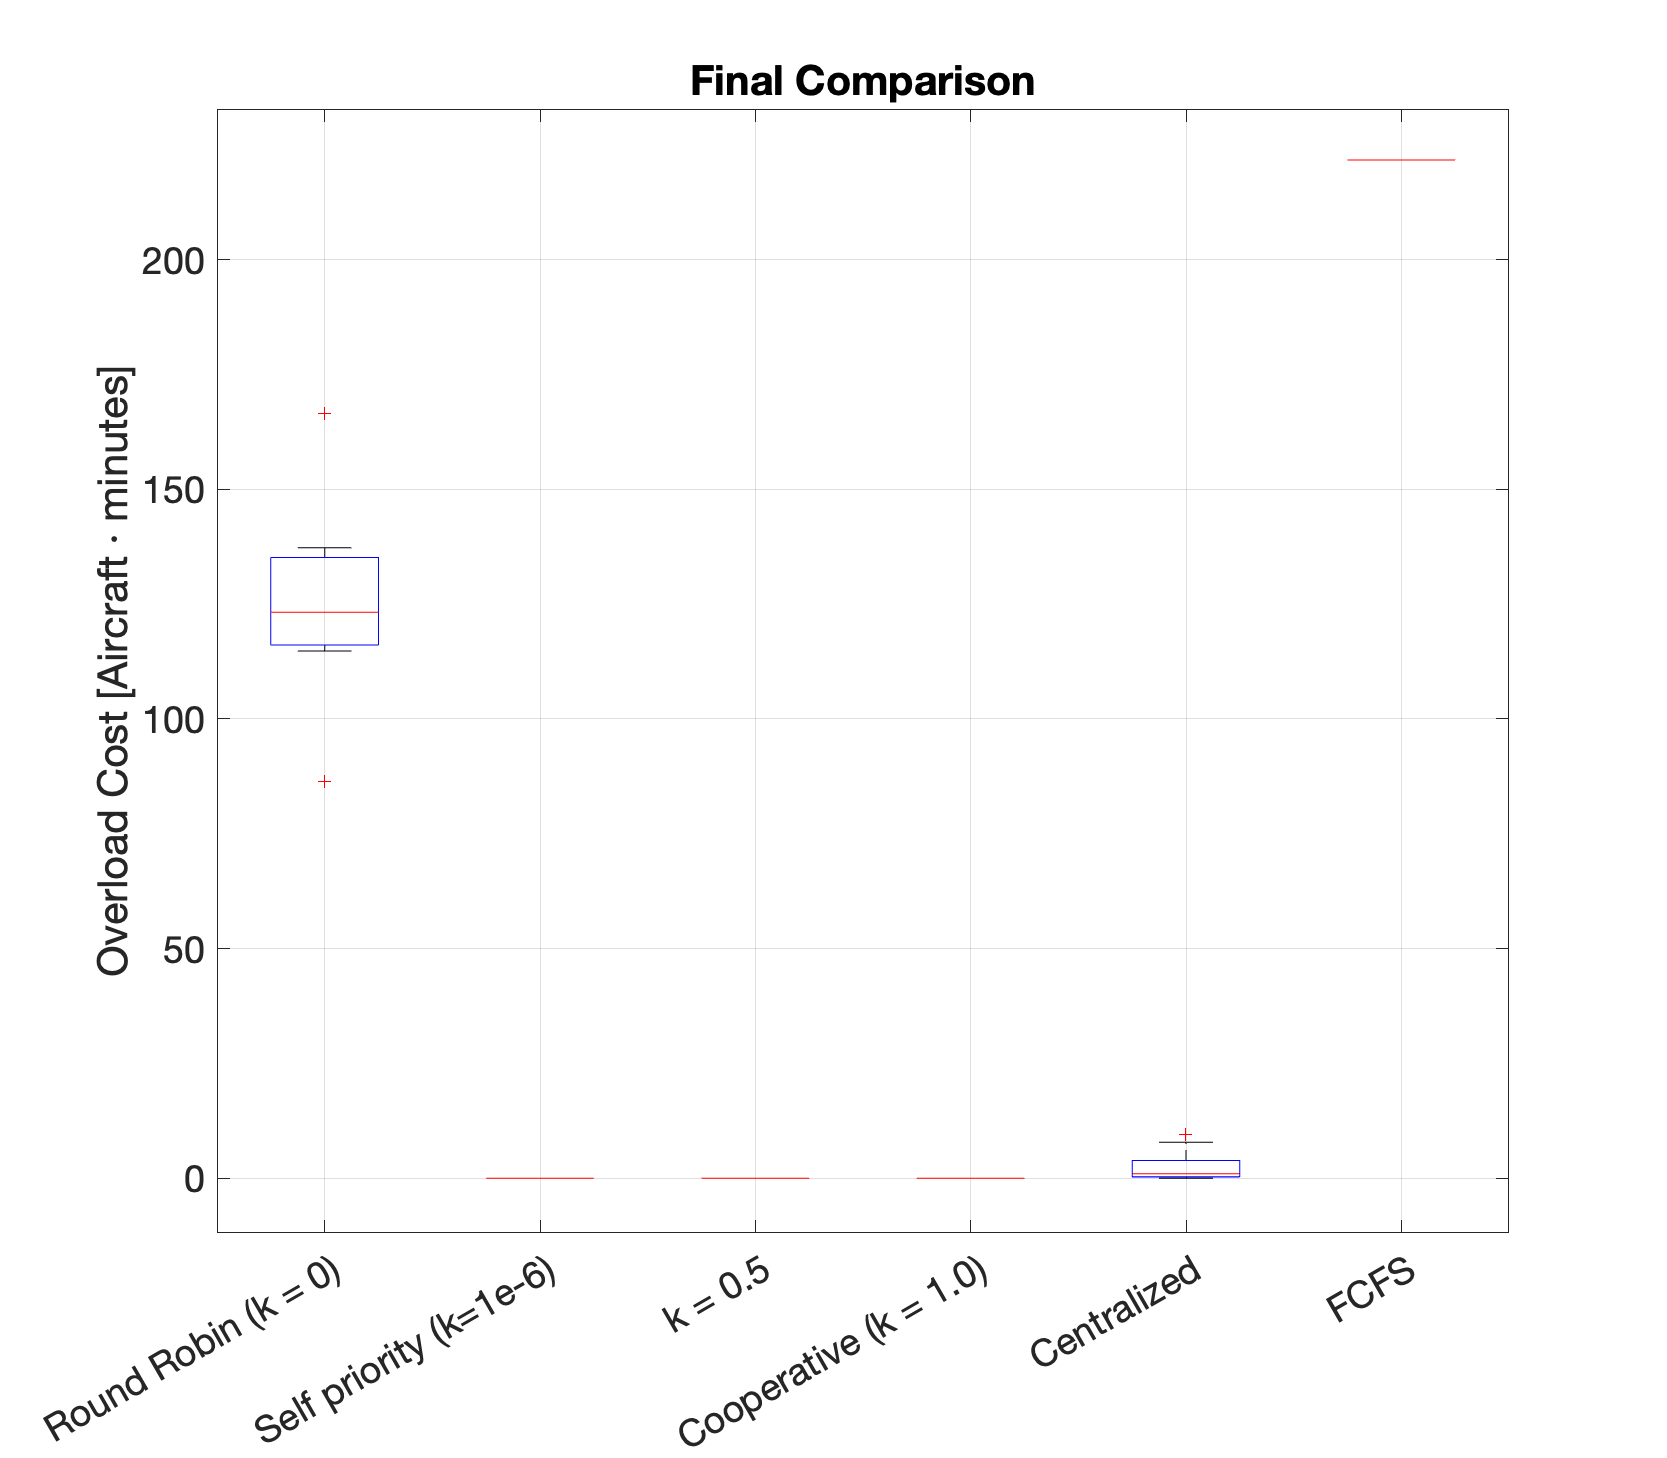 Final Comparison
Overload Cost [Aircraft · minutes]
200
150
100
50
0
Round Robin (k = 0)
Self priority (k=1e-6)
k = 0.5
Cooperative (k = 1.0)
Centralized
FCFS